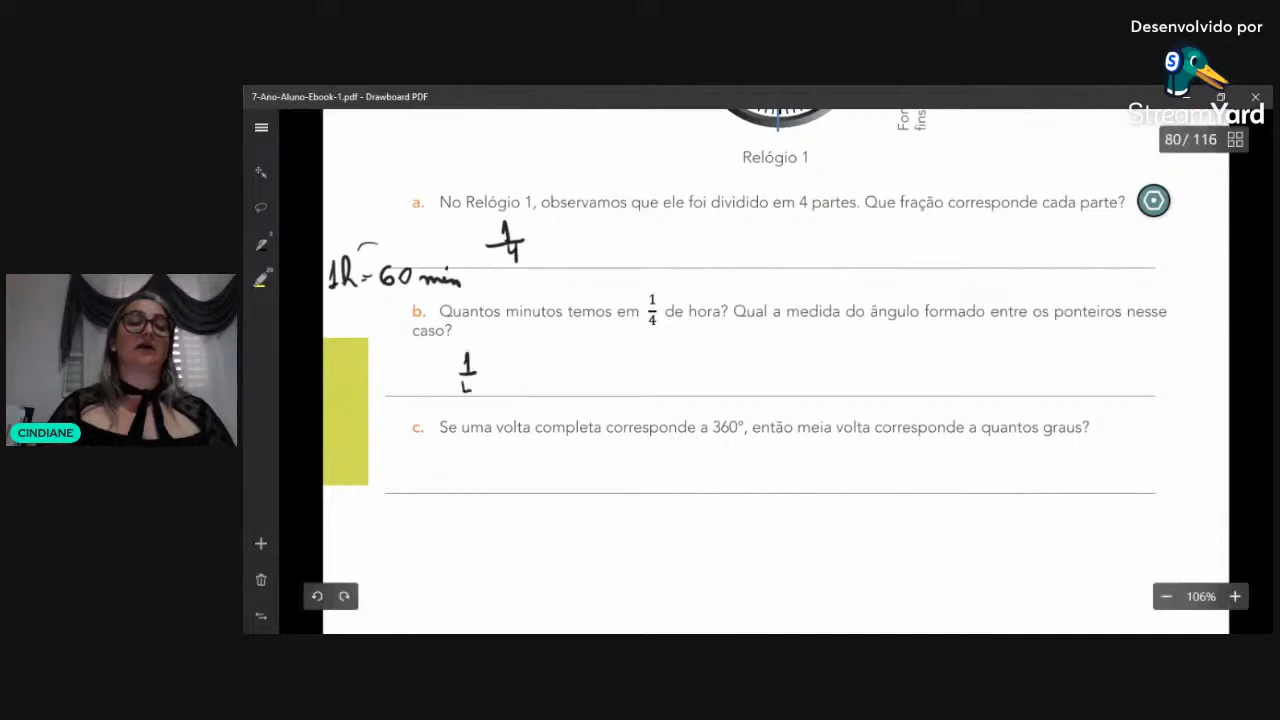 Desenvolvido por
StreamYard
7-Ano-Aluno-Ebook-1.pdf - Drawboard PDF
80 / 116
For
fins
Relógio 1
a. No Relógio 1, observamos que ele foi dividido em 4 partes. Que fração corresponde cada parte?
1/4
1h = 60 min
b. Quantos minutos temos em 1/4 de hora? Qual a medida do ângulo formado entre os ponteiros nesse
caso?
1
CINDIANE
c. Se uma volta completa corresponde a 360°, então meia volta corresponde a quantos graus?
106%